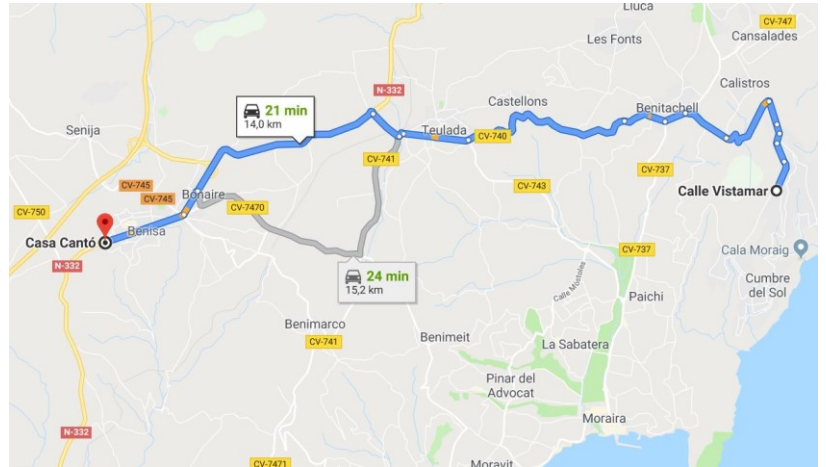 Lluca
CV-747
Les Fonts
Cansalades
Calistros
N-332
21 min
14,0 km
Castellons
Benitachell
Senija
Teulada
CV-740
CV-741
CV-737
CV-743
CV-745
CV-745
Bonaire
CV-7470
Calle Vistamar
CV-750
Benisa
Casa Cantó
N-332
CV-737
Cala Moraig
24 min
15,2 km
Calle Móstoles
Cumbre
del Sol
Paichi
Benimarco
CV-741
Benimeit
La Sabatera
Pinar del
Advocat
Moraira
N-332
CV-7471
Moravit